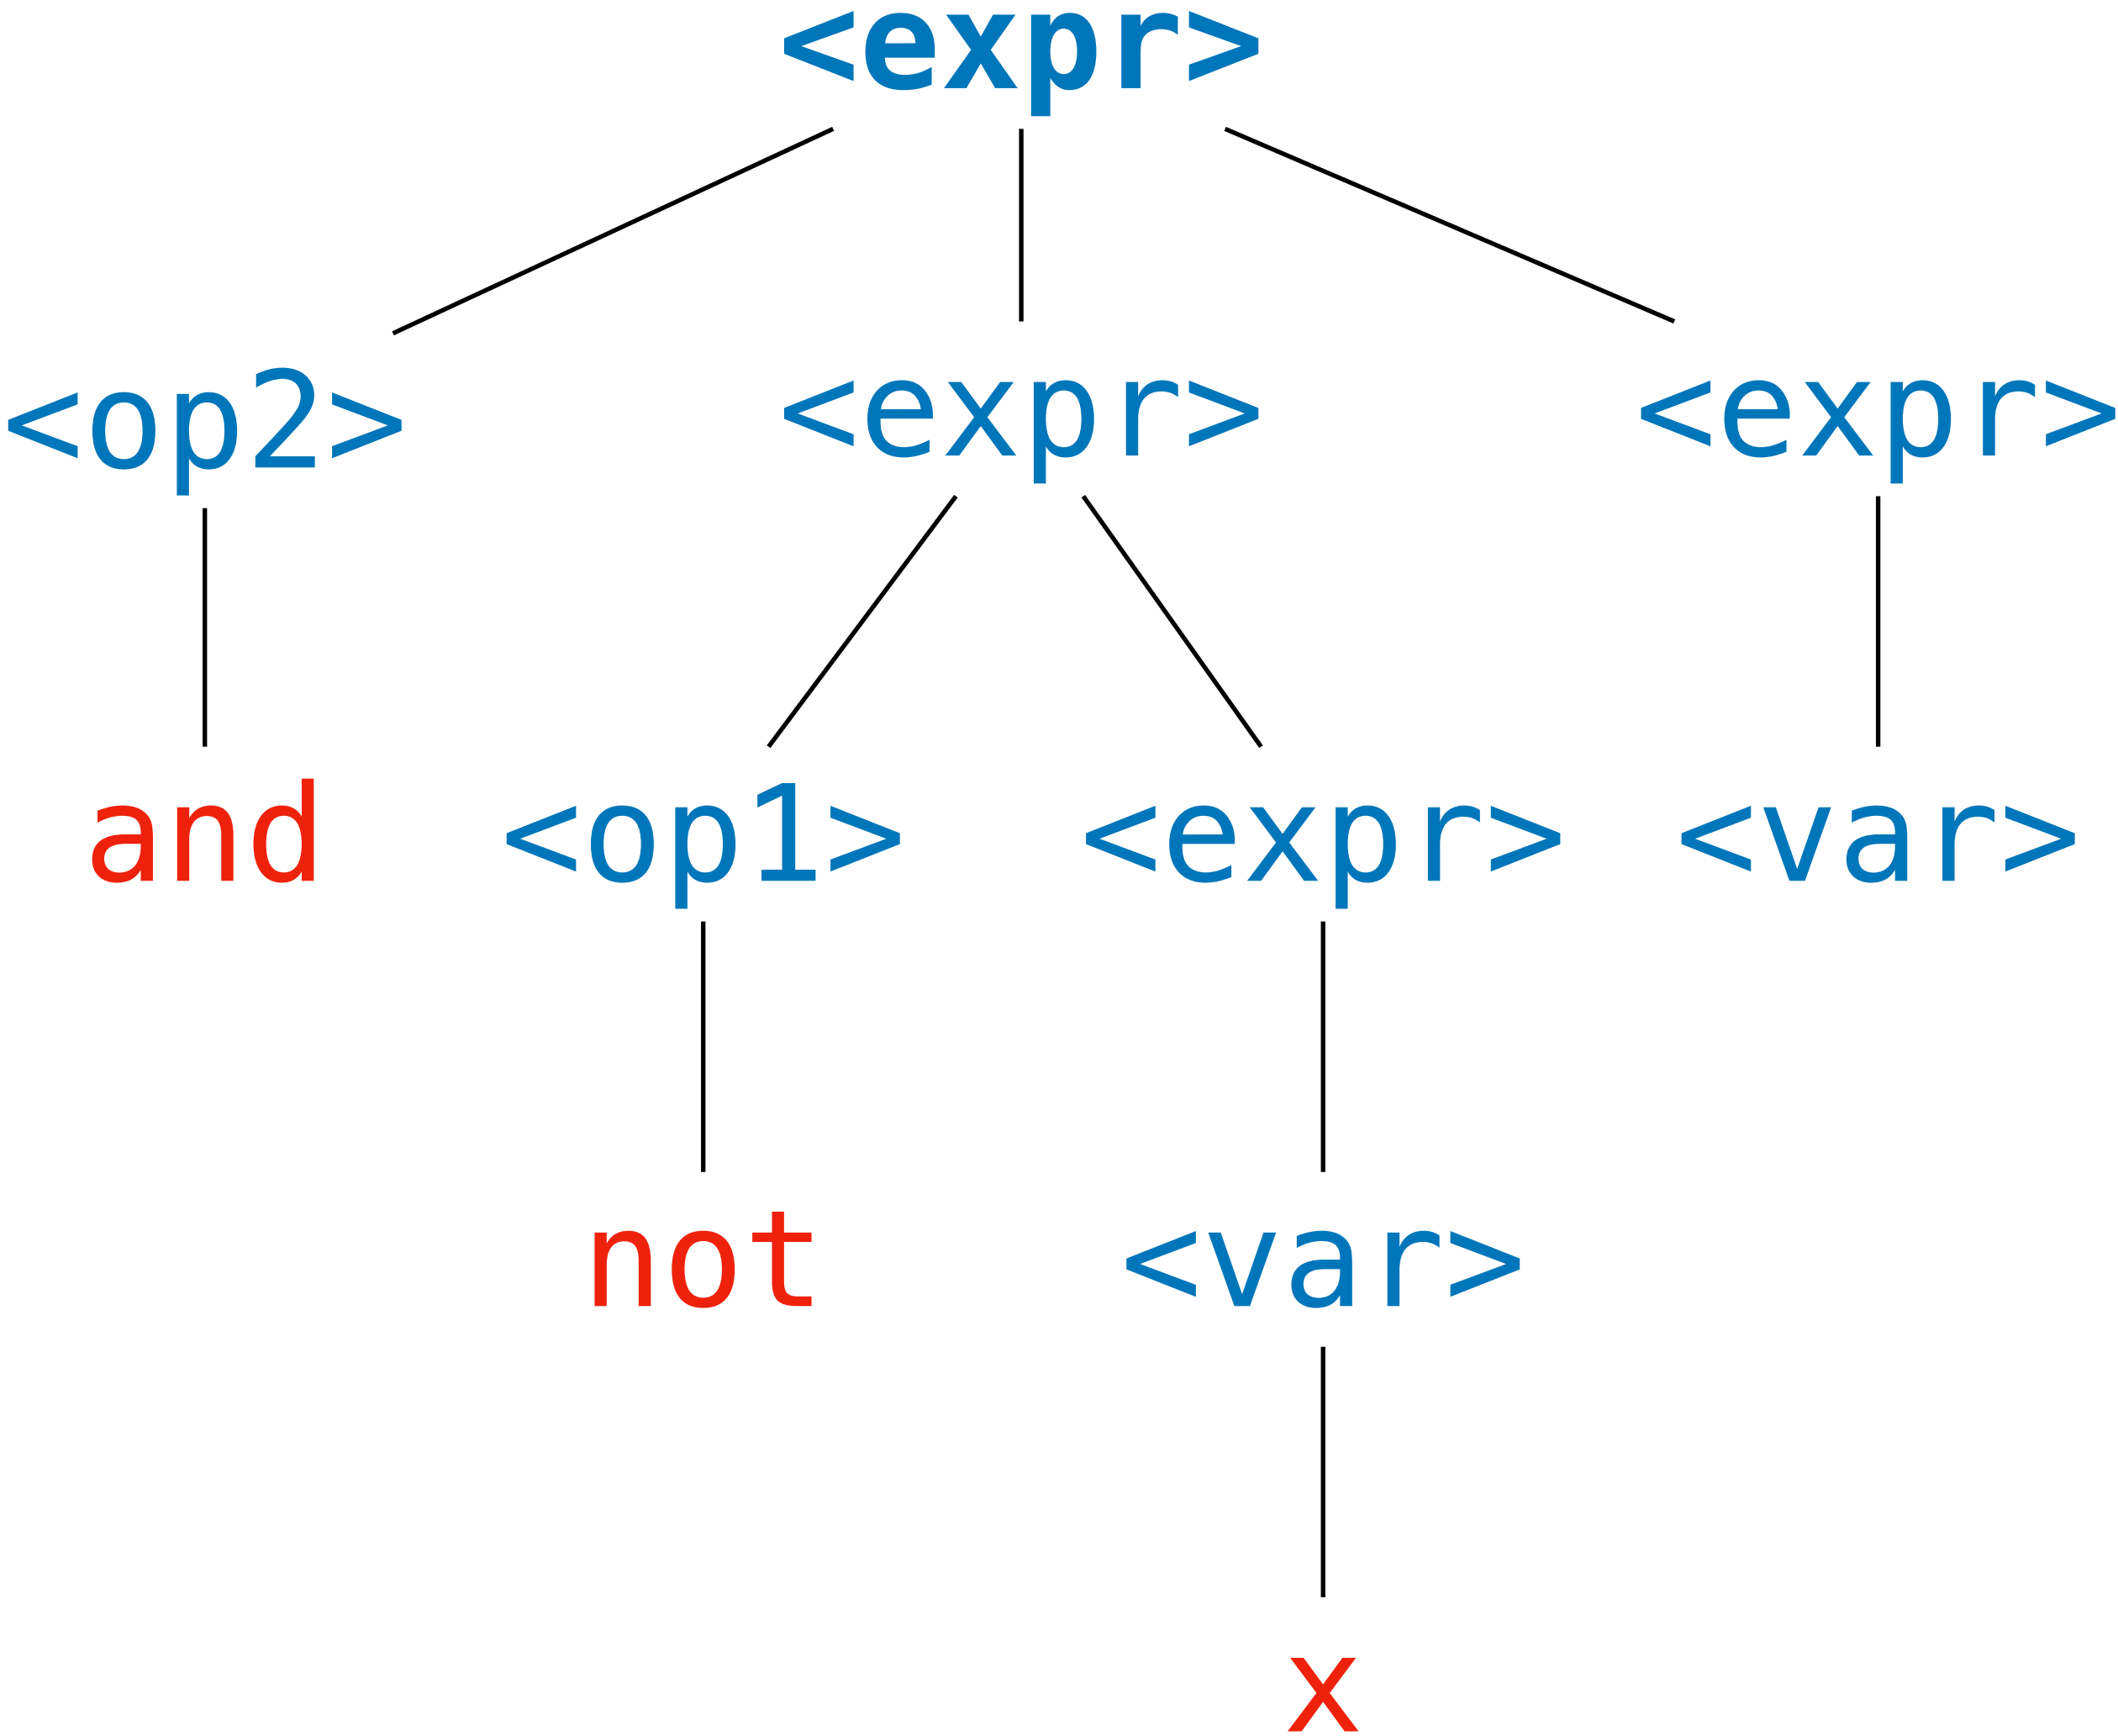 <expr>
<op2> <expr> <expr>
and <op1> <expr> <var>
not <var>
x